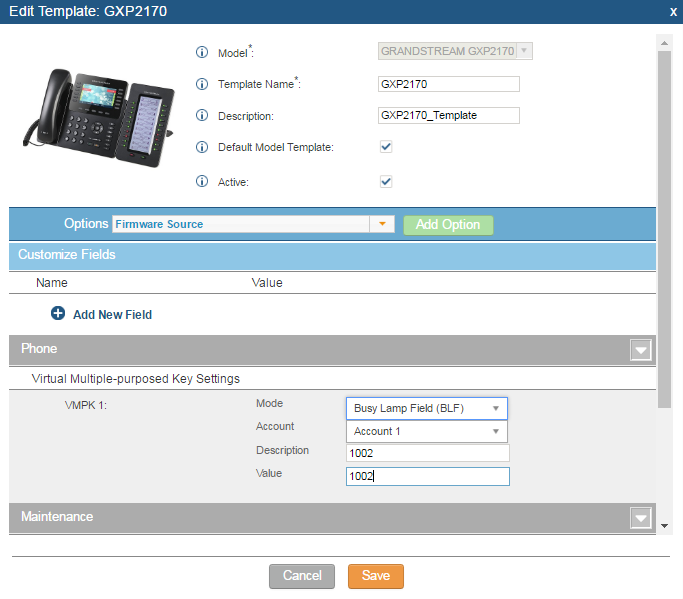 Edit Template: GXP2170 x
Model*: GRANDSTREAM GXP2170
Template Name*: GXP2170
Description: GXP2170_Template
Default Model Template:
Active:
Options Firmware Source Add Option
Customize Fields
Name Value
Add New Field
Phone
Virtual Multiple-purposed Key Settings
VMPK 1: Mode Busy Lamp Field (BLF)
Account Account 1
Description 1002
Value 1002
Maintenance
Cancel Save